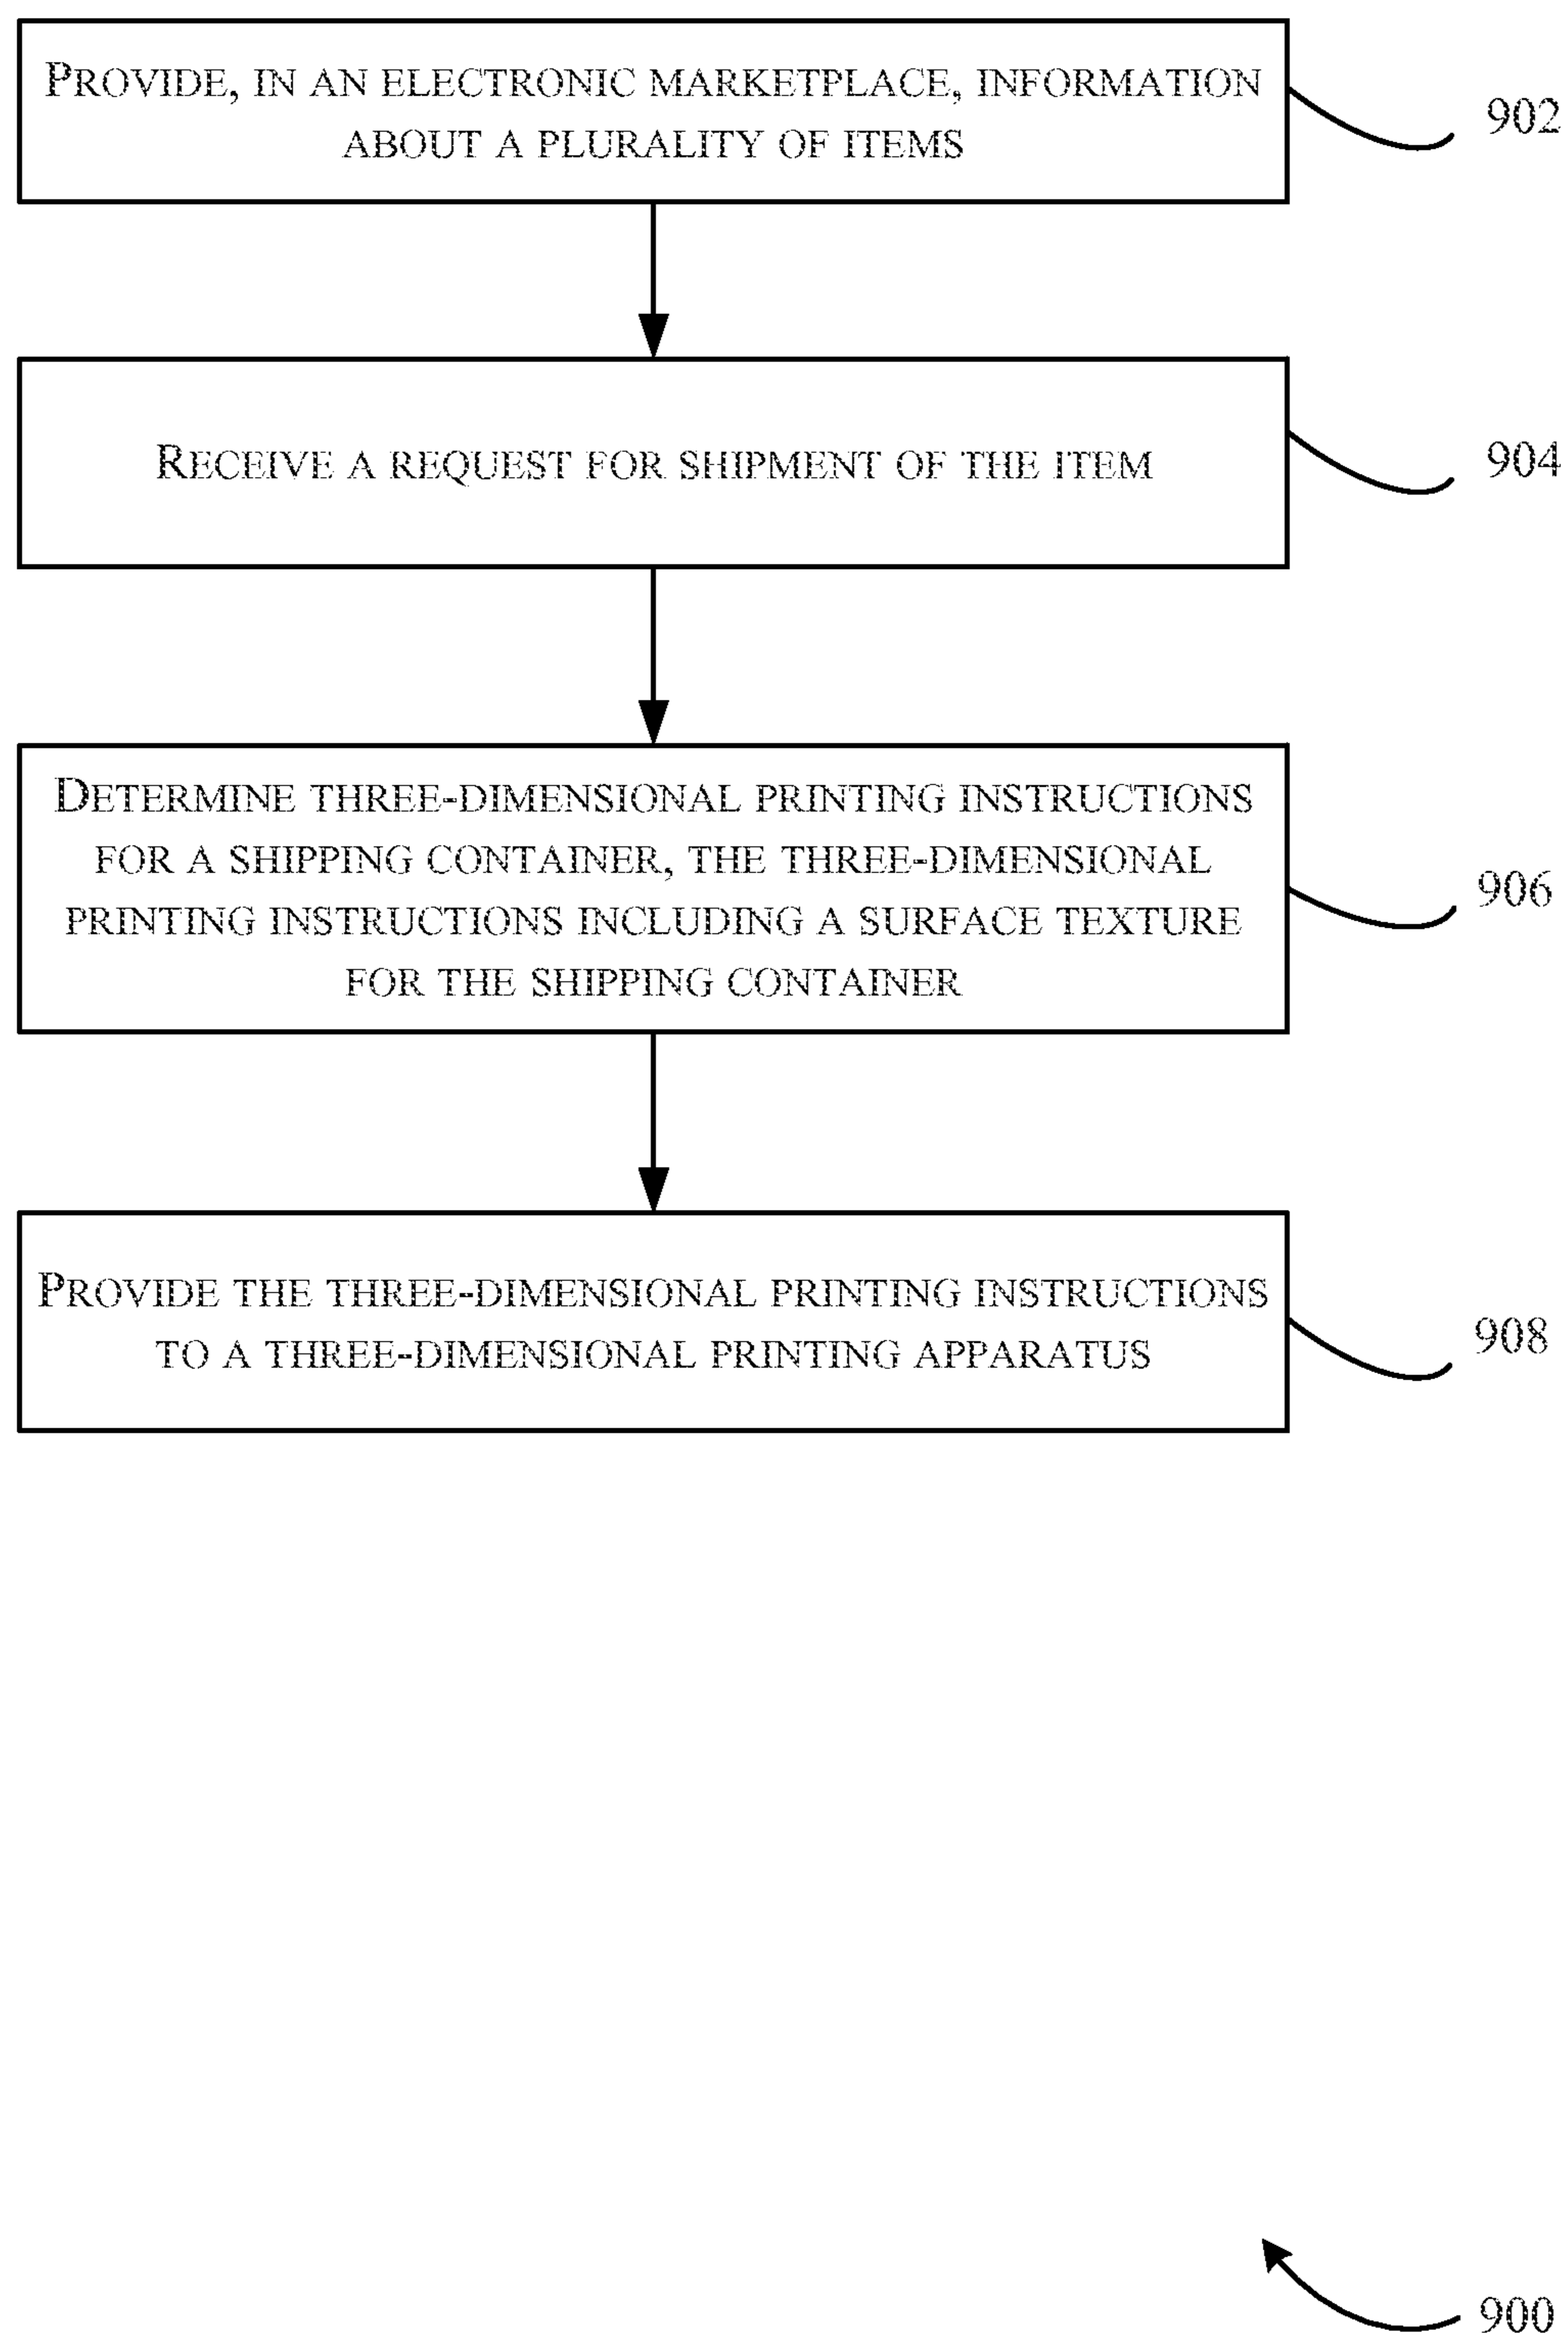 PROVIDE, IN AN ELECTRONIC MARKETPLACE, INFORMATION
ABOUT A PLURALITY OF ITEMS
902
RECEIVE A REQUEST FOR SHIPMENT OF THE ITEM
904
DETERMINE THREE-DIMENSIONAL PRINTING INSTRUCTIONS
FOR A SHIPPING CONTAINER, THE THREE-DIMENSIONAL
PRINTING INSTRUCTIONS INCLUDING A SURFACE TEXTURE
FOR THE SHIPPING CONTAINER
906
PROVIDE THE THREE-DIMENSIONAL PRINTING INSTRUCTIONS
TO A THREE-DIMENSIONAL PRINTING APPARATUS
908
900